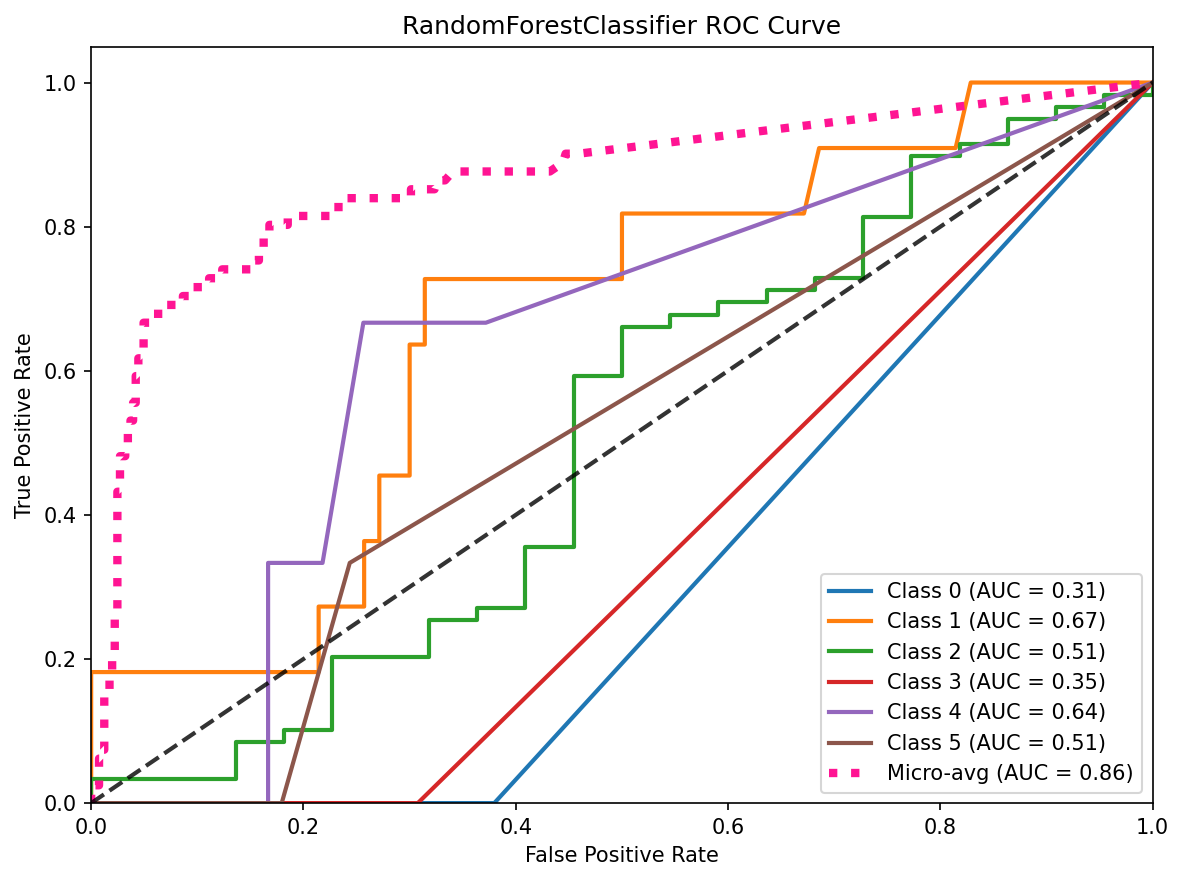 RandomForestClassifier ROC Curve
True Positive Rate
1.0
0.8
0.6
0.4
0.2
0.0
0.0 0.2 0.4 0.6 0.8 1.0
False Positive Rate
Class 0 (AUC = 0.31)
Class 1 (AUC = 0.67)
Class 2 (AUC = 0.51)
Class 3 (AUC = 0.35)
Class 4 (AUC = 0.64)
Class 5 (AUC = 0.51)
Micro-avg (AUC = 0.86)